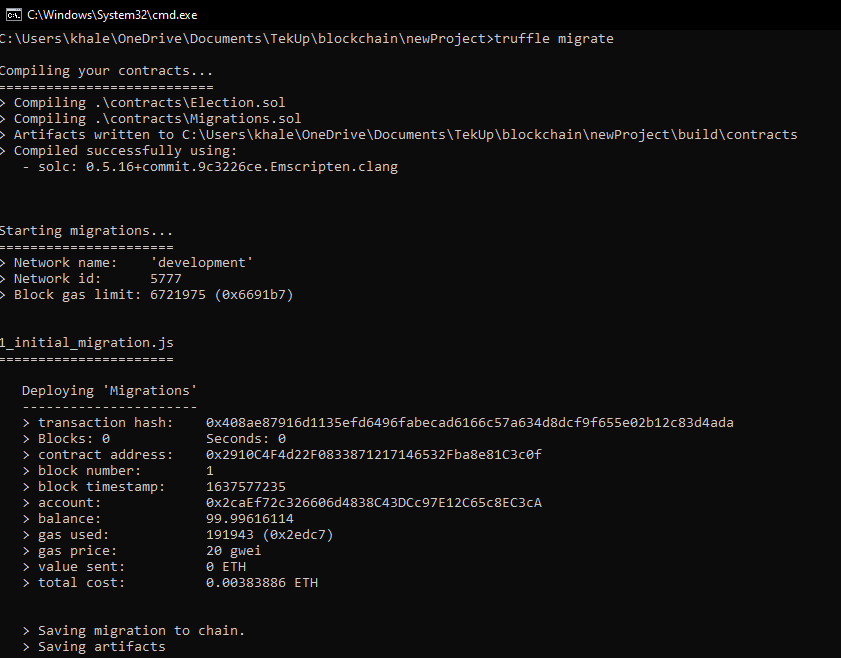 C:\Windows\System32\cmd.exe
C:\Users\khale\OneDrive\Documents\TekUp\blockchain\newProject>truffle migrate
Compiling your contracts...
===========================
> Compiling .\contracts\Election.sol
> Compiling .\contracts\Migrations.sol
> Artifacts written to C:\Users\khale\OneDrive\Documents\TekUp\blockchain\newProject\build\contracts
> Compiled successfully using:
- solc: 0.5.16+commit.9c3226ce.Emscripten.clang
Starting migrations...
======================
> Network name: 'development'
> Network id: 5777
> Block gas limit: 6721975 (0x6691b7)
1_initial_migration.js
======================
Deploying 'Migrations'
----------------------
> transaction hash: 0x408ae87916d1135efd6496fabecad6166c57a634d8dcf9f655e02b12c83d4ada
> Blocks: 0 Seconds: 0
> contract address: 0x2910C4F4d22F0833871217146532Fba8e81C3c0f
> block number: 1
> block timestamp: 1637577235
> account: 0x2caEf72c326606d4838C43DCc97E12C65c8EC3cA
> balance: 99.99616114
> gas used: 191943 (0x2edc7)
> gas price: 20 gwei
> value sent: 0 ETH
> total cost: 0.00383886 ETH
> Saving migration to chain.
> Saving artifacts